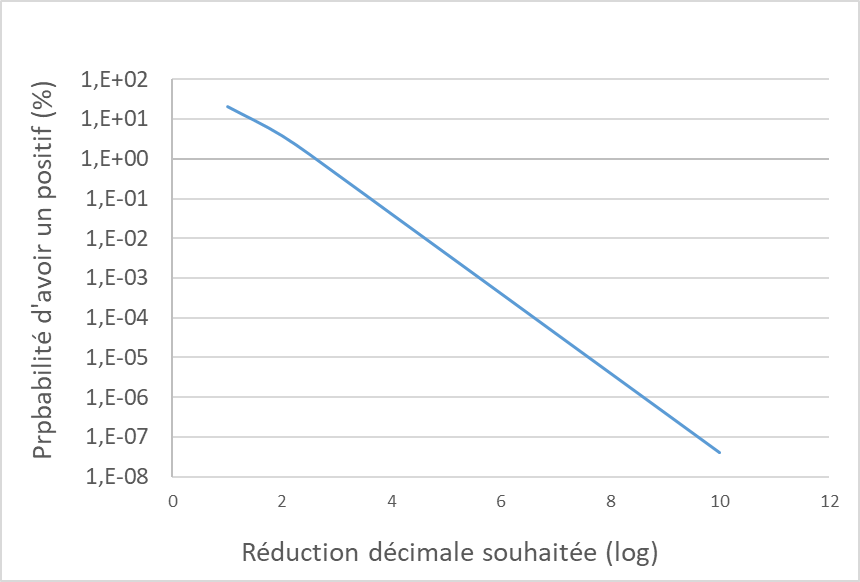 1,E+02
1,E+01
1,E+00
1,E-01
1,E-02
1,E-03
1,E-04
1,E-05
1,E-06
1,E-07
1,E-08
Prpbabilité d'avoir un positif (%)
0 2 4 6 8 10 12
Réduction décimale souhaitée (log)